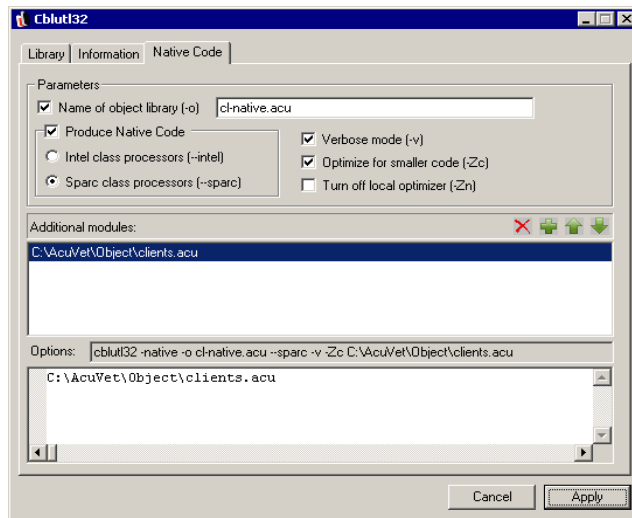 Cblutl32
Library Information Native Code
Parameters
Name of object library (-o) cl-native.acu
Produce Native Code
Intel class processors (--intel)
Sparc class processors (--sparc)
Verbose mode (-v)
Optimize for smaller code (-Zc)
Turn off local optimizer (-Zn)
Additional modules:
C:\AcuVet\Object\clients.acu
Options: cblutl32 -native -o cl-native.acu --sparc -v -Zc C:\AcuVet\Object\clients.acu
C:\AcuVet\Object\clients.acu
Cancel Apply